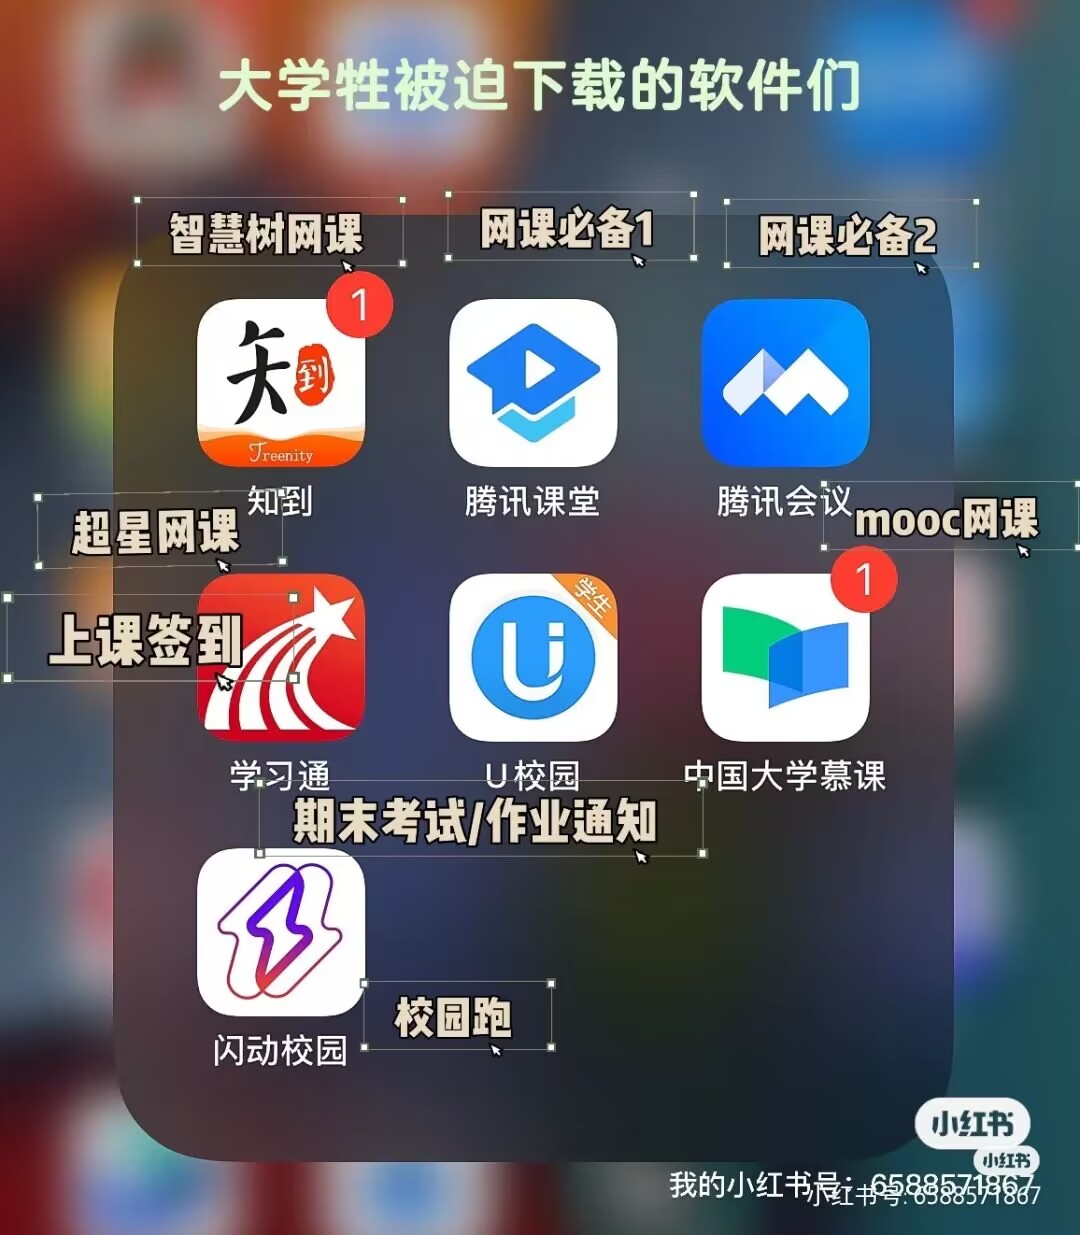 大学牲被迫下载的软件们
智慧树网课
网课必备1
网课必备2
1
知到
Treenity
知到
腾讯课堂
腾讯会议
超星网课
mooc网课
上课签到
学生
U
1
学习通
U校园
中国大学慕课
期末考试/作业通知
闪动校园
校园跑
小红书
小红书
我的小红书号：6588571867
小红书号:6588571867